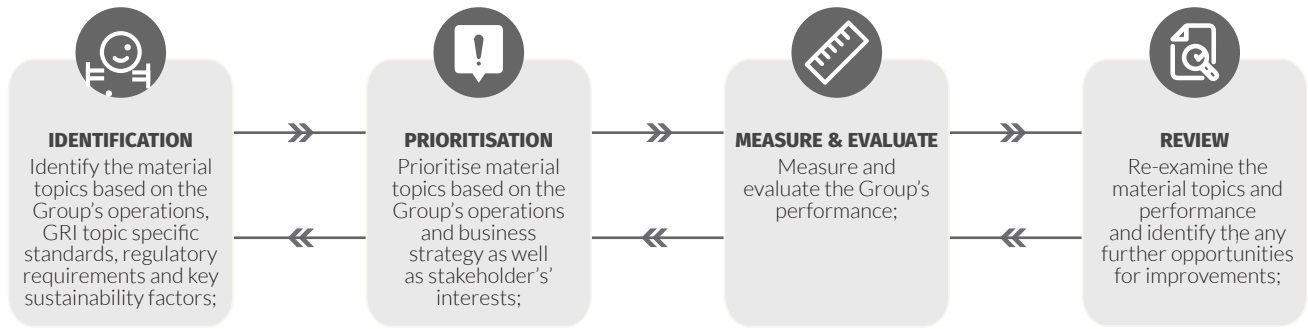 IDENTIFICATION
Identify the material
topics based on the
Group's operations,
GRI topic specific
standards, regulatory
requirements and key
sustainability factors;
PRIORITISATION
Prioritise material
topics based on the
Group's operations
and business
strategy as well
as stakeholder's'
interests;
MEASURE & EVALUATE
Measure and
evaluate the Group's
performance;
REVIEW
Re-examine the
material topics and
performance
and identify the any
further opportunities
for improvements;